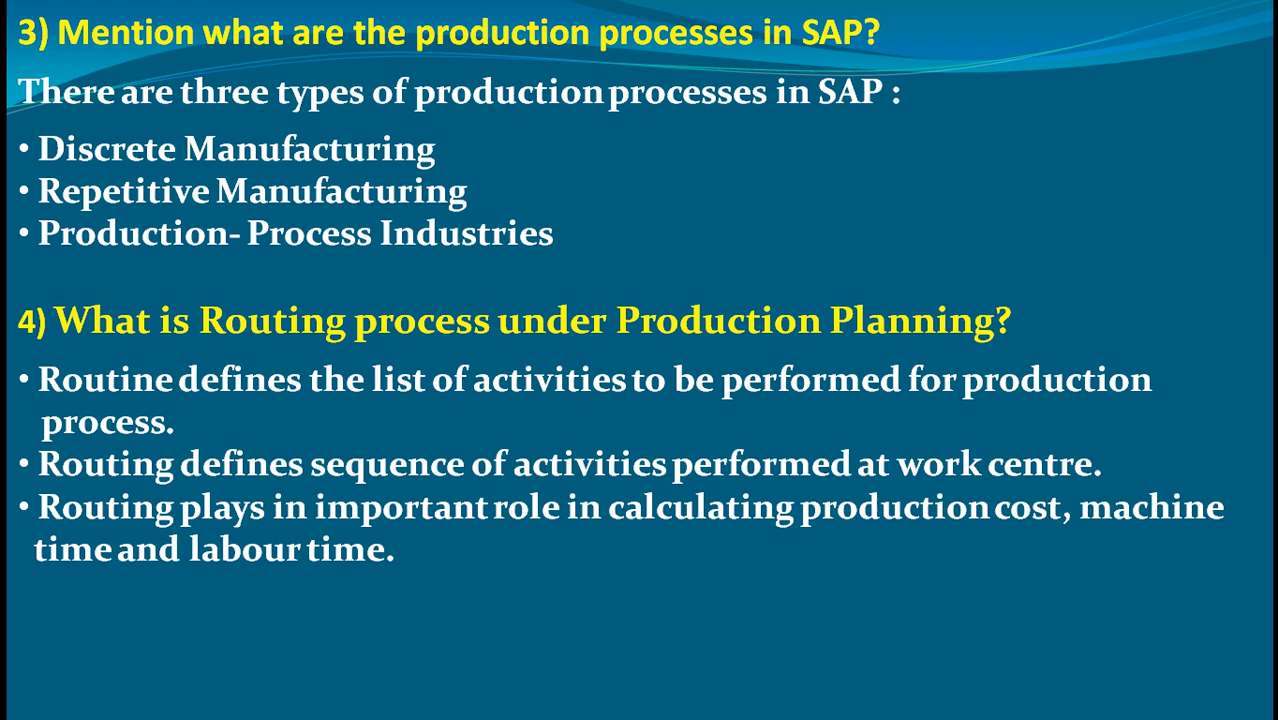 3) Mention what are the production processes in SAP?
There are three types of production processes in SAP :
• Discrete Manufacturing
• Repetitive Manufacturing
• Production- Process Industries
4) What is Routing process under Production Planning?
• Routine defines the list of activities to be performed for production
process.
• Routing defines sequence of activities performed at work centre.
• Routing plays in important role in calculating production cost, machine
time and labour time.